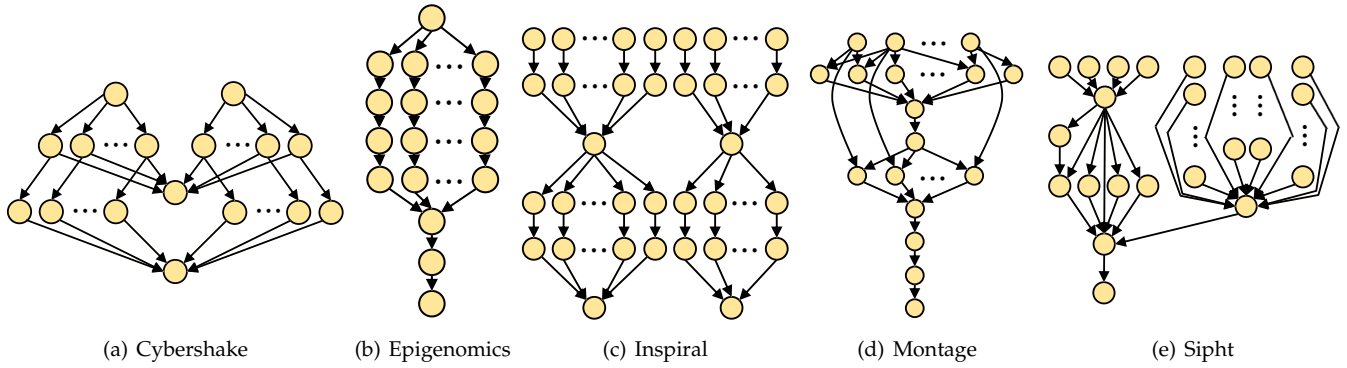 (a) Cybershake
(b) Epigenomics
(c) Inspiral
(d) Montage
(e) Sipht